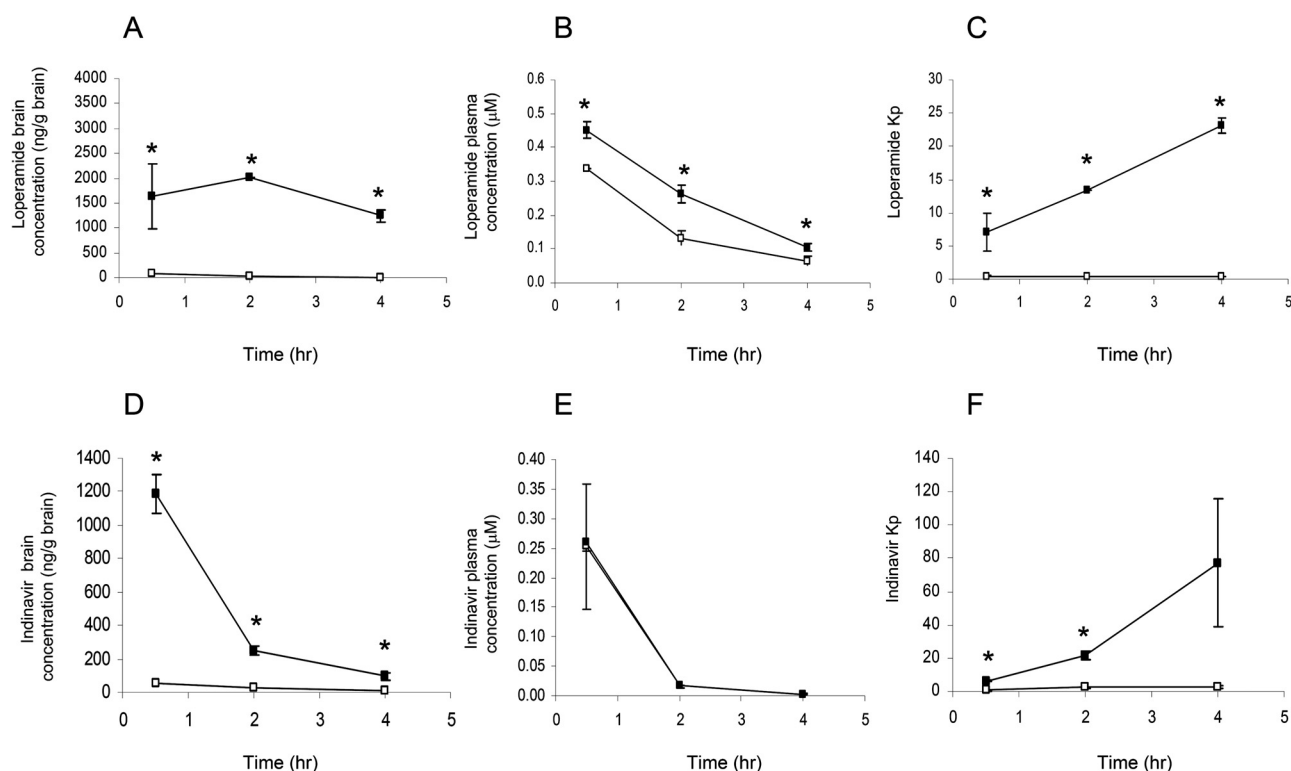 A
Loperamide brain
concentration (ng/g brain)
4000
3500
3000
2500
2000
1500
1000
500
0
* * *
0 1 2 3 4 5
Time (hr)
B
Loperamide plasma
concentration (μM)
0.6
0.5
0.4
0.3
0.2
0.1
0.0
* * *
0 1 2 3 4 5
Time (hr)
C
Loperamide Kp
30
25
20
15
10
5
0
* * *
0 1 2 3 4 5
Time (hr)
D
Indinavir brain
concentration (ng/g brain)
1400
1200
1000
800
600
400
200
0
* * *
0 1 2 3 4 5
Time (hr)
E
Indinavir plasma
concentration (μM)
0.40
0.35
0.30
0.25
0.20
0.15
0.10
0.05
0.00
0 1 2 3 4 5
Time (hr)
F
Indinavir Kp
140
120
100
80
60
40
20
0
* *
0 1 2 3 4 5
Time (hr)